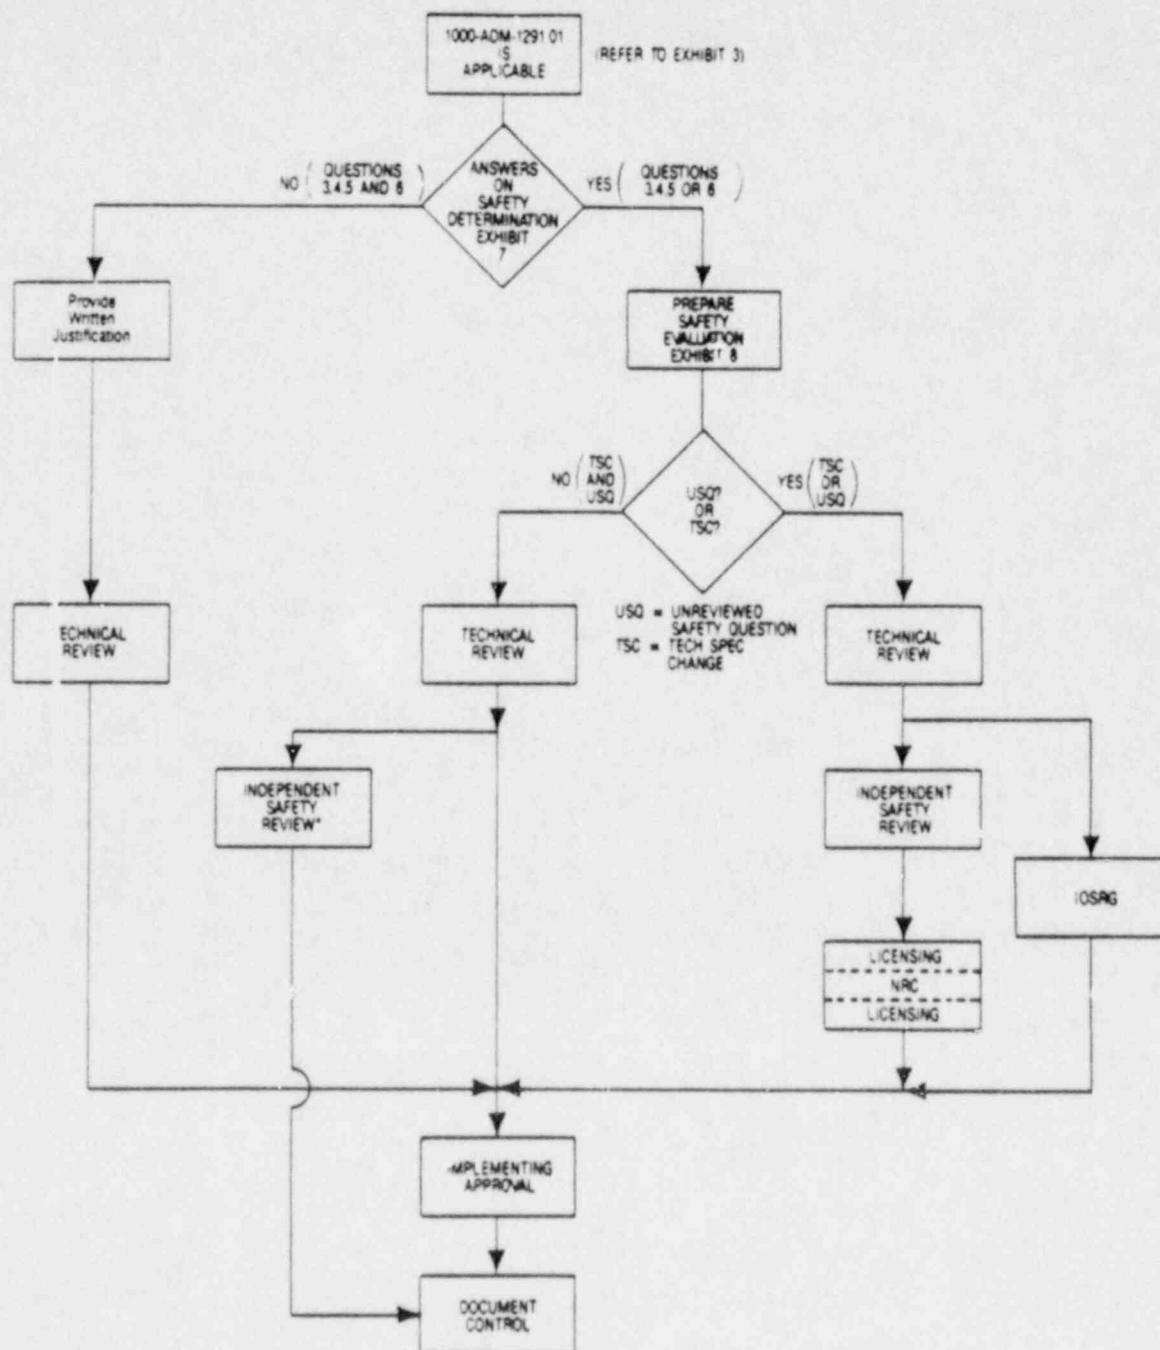 1000-ADM-1291.01
IS
APPLICABLE
(REFER TO EXHIBIT 3)
ANSWERS
ON
SAFETY
DETERMINATION
EXHIBIT
7
NO (QUESTIONS
3.4.5 AND 6)
YES (QUESTIONS
3.4.5 OR 6)
Provide
Written
Justification
PREPARE
SAFETY
EVALUATION
EXHIBIT 8
NO (TSC
AND
USQ)
USQ?
OR
TSC?
YES (TSC
OR
USQ)
ECHNICAL
REVIEW
TECHNICAL
REVIEW
USQ = UNREVIEWED
SAFETY QUESTION
TSC = TECH SPEC
CHANGE
TECHNICAL
REVIEW
INDEPENDENT
SAFETY
REVIEW*
INDEPENDENT
SAFETY
REVIEW
IOSRG
LICENSING
NRC
LICENSING
IMPLEMENTING
APPROVAL
DOCUMENT
CONTROL